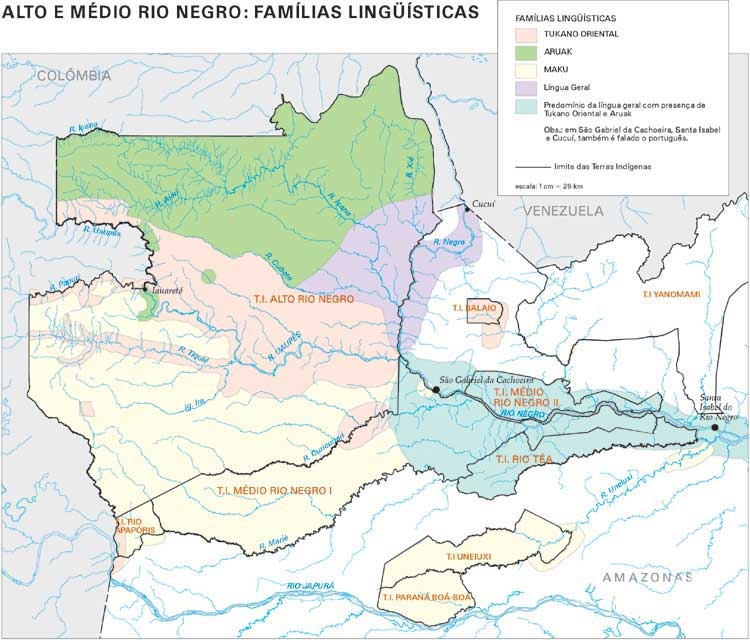 ALTO E MÉDIO RIO NEGRO: FAMÍLIAS LINGÜÍSTICAS
FAMÍLIAS LINGÜÍSTICAS
TUKANO ORIENTAL
ARUAK
MAKU
Língua Geral
Predomínio da língua geral com presença de
Tukano Oriental e Aruak
Obs.: em São Gabriel da Cachoeira, Santa Isabel
e Cucuí, também é falado o português.
limite das Terras Indígenas
escala: 1 cm = 29 km
COLÔMBIA
R. Içana
R. Xié
R. Aiari
R. Içana
Cucuí
VENEZUELA
R. Uaupés
R. Negro
R. Cubate
R. Papuri
Iauaretê
T.I. ALTO RIO NEGRO
T.I. BALAIO
T.I YANOMAMI
R. UAUPÉS
R. Tiquié
São Gabriel da Cachoeira
T.I. MÉDIO
RIO NEGRO II
RIO NEGRO
Santa
Isabel do
Rio Negro
Ig. Ira
R. Curicuriari
T.I. RIO TÉA
T.I. MÉDIO RIO NEGRO I
R. Uneiuxi
T.I. RIO
APAPÓRIS
R. Marié
T.I UNEIUXI
AMAZONAS
RIO JAPURÁ
T.I. PARANÁ BOÁ-BOA